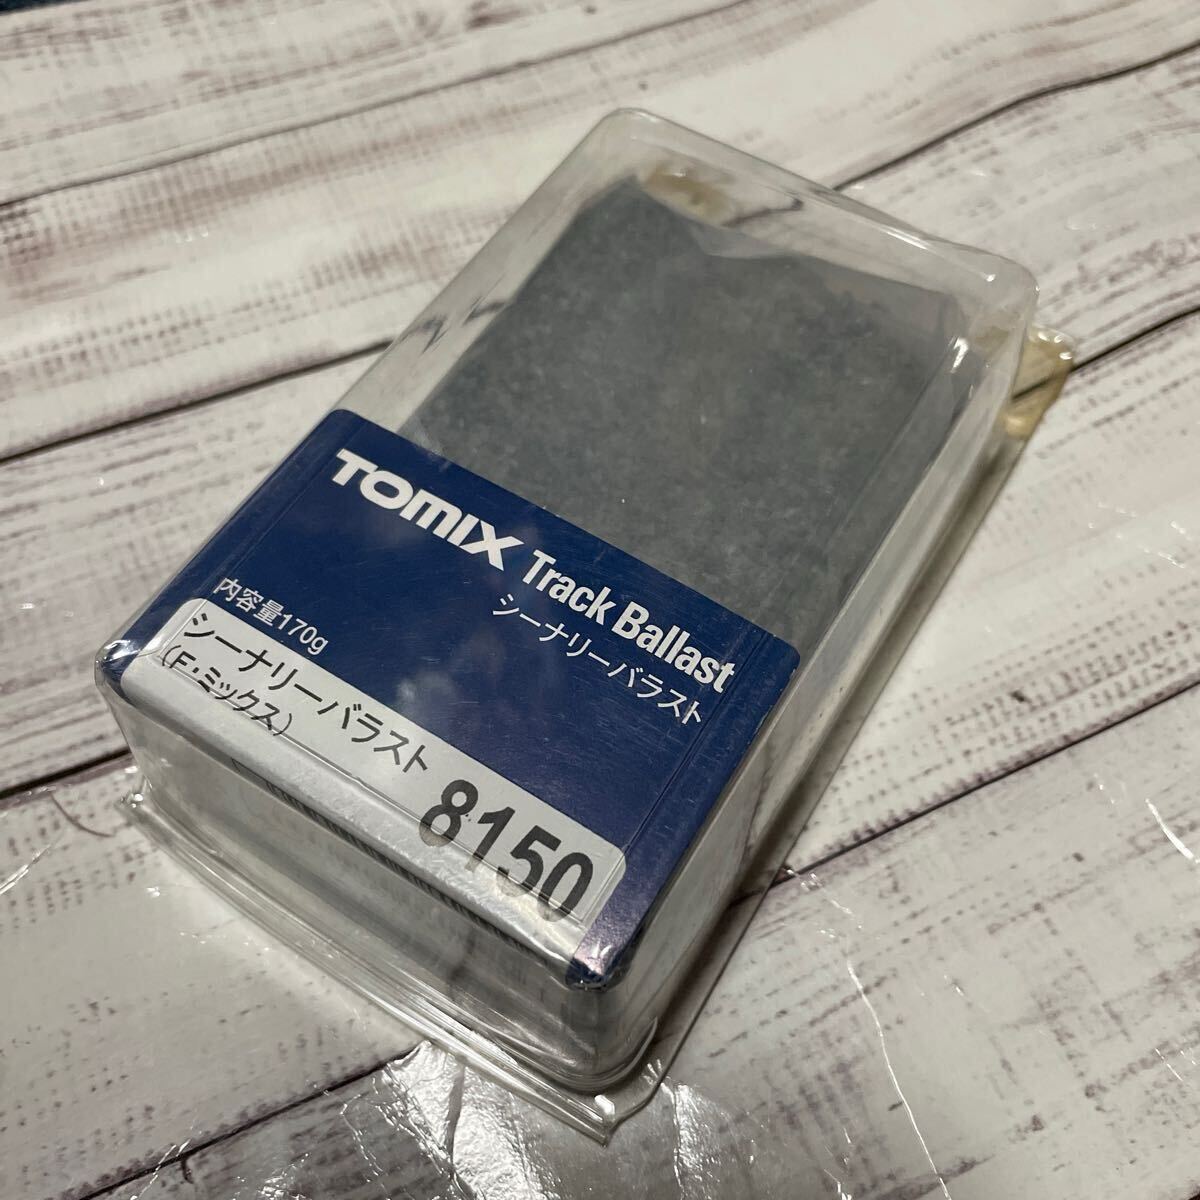 TOMIX Track Ballast
シーナリーバラスト
内容量170g
シーナリーバラスト
(F・ミックス)
8150